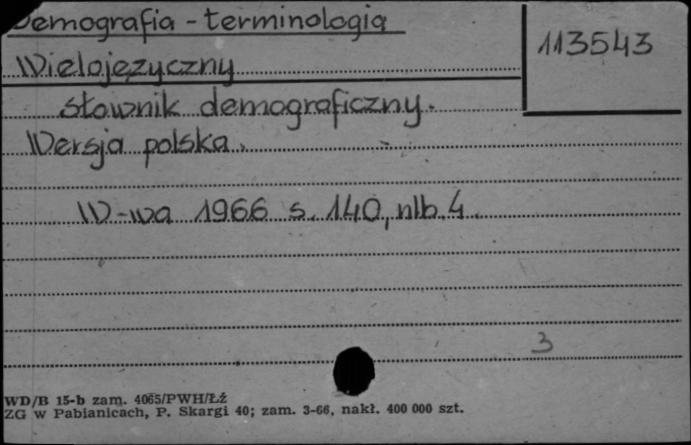 Demografia - terminologia
113543
Wielojęzyczny
słownik demograficzny.
Wersja polska.
W-wa 1966 s. 140, nlb. 4.
3
WD/B 15-b zam. 4065/PWH/Łź
ZG w Pabianicach, P. Skargi 40; zam. 3-66, nakł. 400 000 szt.